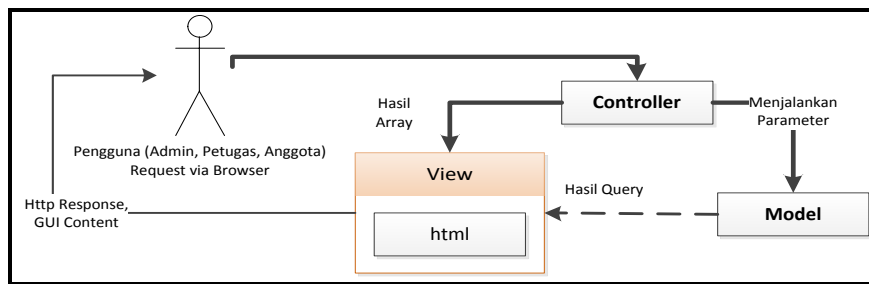 Pengguna (Admin, Petugas, Anggota)
Request via Browser
Controller
Hasil
Array
Menjalankan
Parameter
View
html
Hasil Query
Model
Http Response,
GUI Content